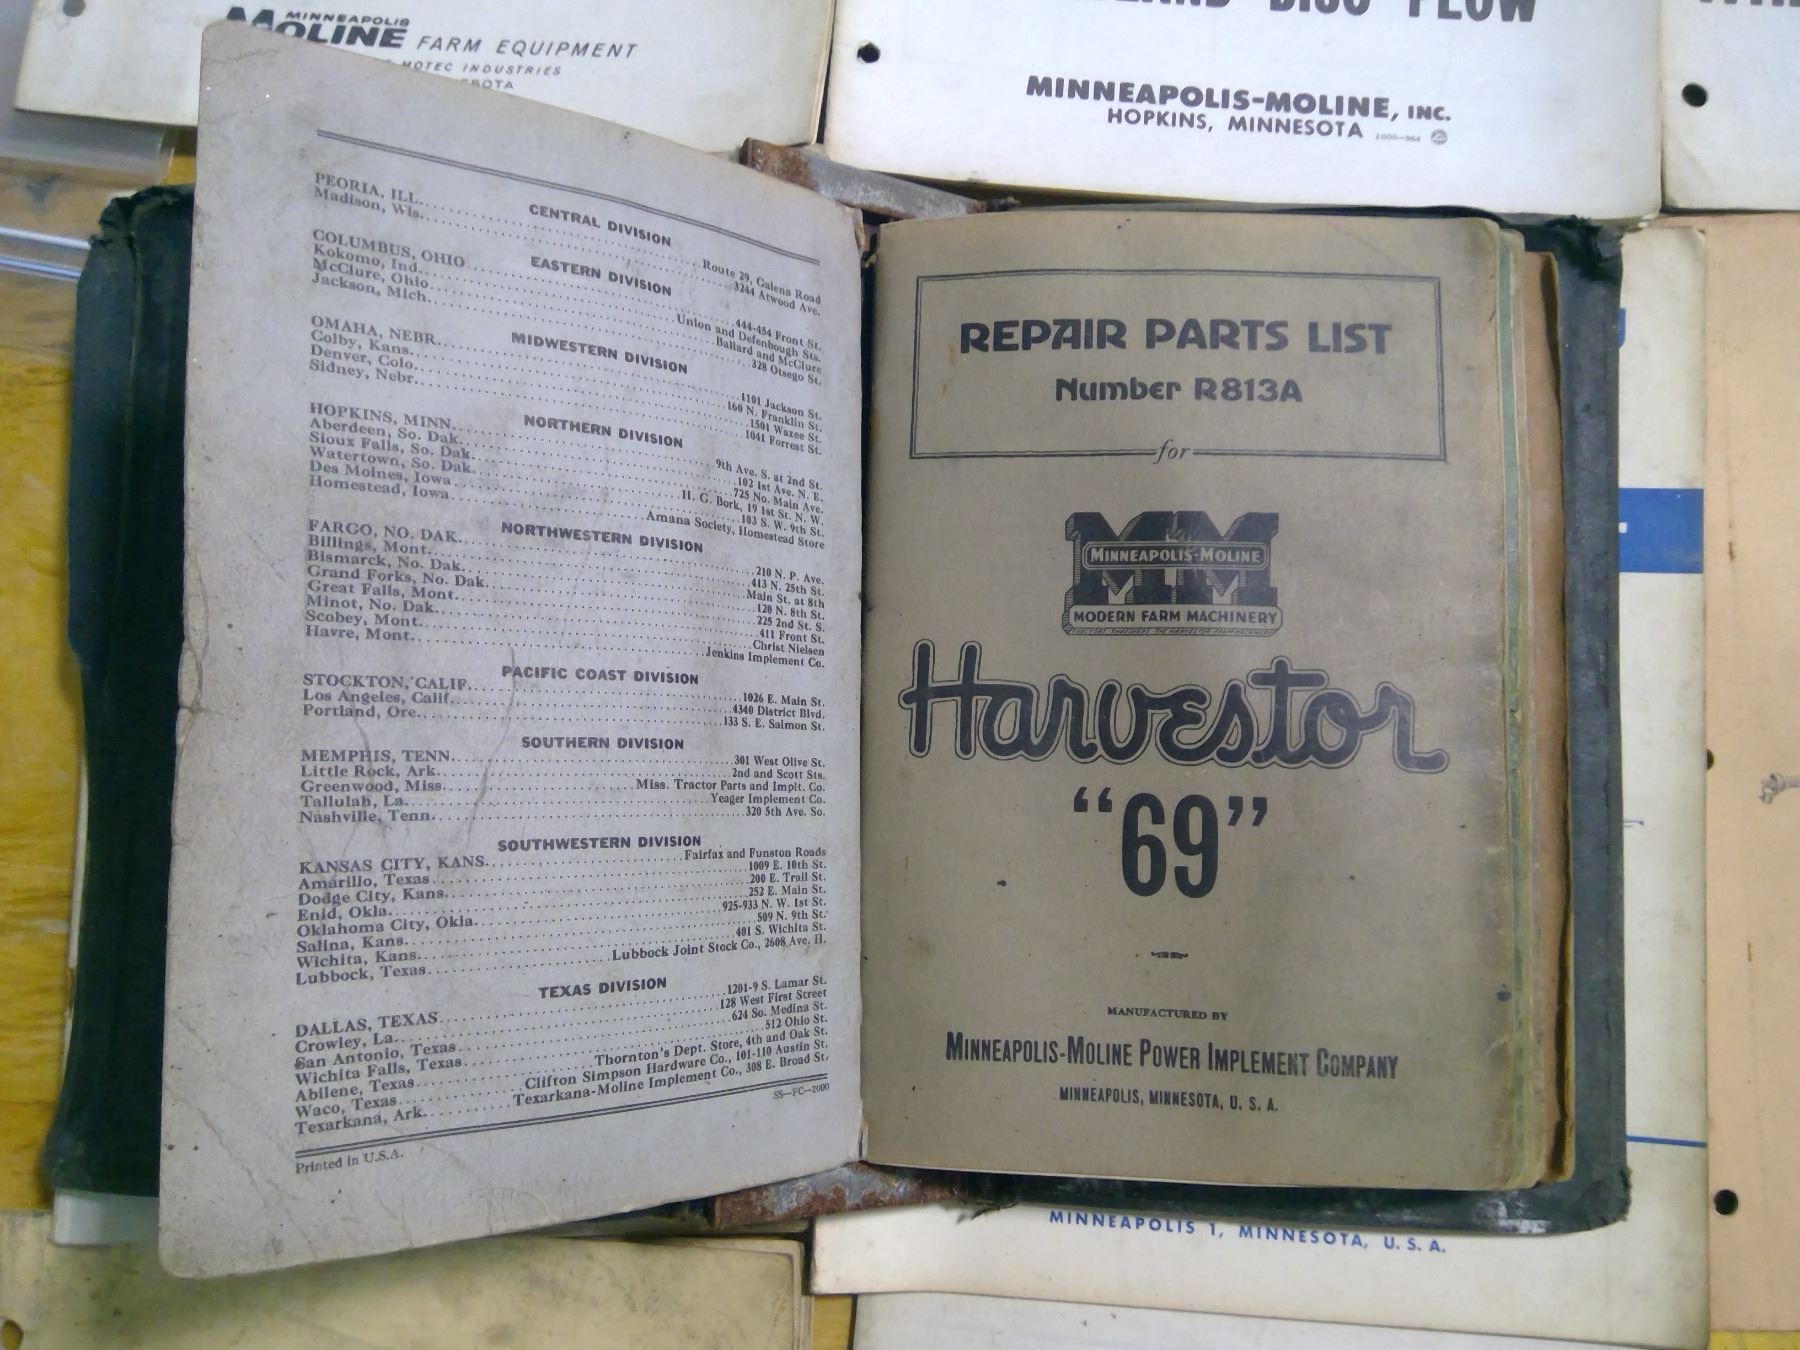 MINNEAPOLIS
MOLINE FARM EQUIPMENT
MOTEC INDUSTRIES
DISC PLOW
MINNEAPOLIS-MOLINE, INC.
HOPKINS, MINNESOTA
CENTRAL DIVISION
PEORIA, ILL. Route 29, Galena Road
Madison, Wis. 3244 Atwood Ave.
EASTERN DIVISION
COLUMBUS, OHIO 444-454 Front St.
Kokomo, Ind. Union and Defenbough Sts.
McClure, Ohio Ballard and McClure
Jackson, Mich. 328 Otsego St.
MIDWESTERN DIVISION
OMAHA, NEBR. 1101 Jackson St.
Colby, Kans. 160 N. Franklin St.
Denver, Colo. 1501 Wazee St.
Sidney, Nebr. 1041 Forrest St.
NORTHERN DIVISION
HOPKINS, MINN. 9th Ave. S. at 2nd St.
Aberdeen, So. Dak. 102 1st Ave. N. E.
Sioux Falls, So. Dak. 725 No. Main Ave.
Watertown, So. Dak. H. G. Bork, 19 1st St. N. W.
Des Moines, Iowa 103 S. W. 9th St.
Homestead, Iowa Amana Society, Homestead Store
NORTHWESTERN DIVISION
FARGO, NO. DAK. 210 N. P. Ave.
Billings, Mont. 413 N. 25th St.
Bismarck, No. Dak. Main St. at 8th
Grand Forks, No. Dak. 120 N. 8th St.
Great Falls, Mont. 225 2nd St. S.
Minot, No. Dak. 411 Front St.
Scobey, Mont. Christ Nielsen
Havre, Mont. Jenkins Implement Co.
PACIFIC COAST DIVISION
STOCKTON, CALIF. 1026 E. Main St.
Los Angeles, Calif. 4340 District Blvd.
Portland, Ore. 133 S. E. Salmon St.
SOUTHERN DIVISION
MEMPHIS, TENN. 301 West Olive St.
Little Rock, Ark. 2nd and Scott Sts.
Greenwood, Miss. Miss. Tractor Parts and Implt. Co.
Tallulah, La. Yeager Implement Co.
Nashville, Tenn. 320 5th Ave. So.
SOUTHWESTERN DIVISION
KANSAS CITY, KANS. Fairfax and Funston Roads
Amarillo, Texas 1009 E. 10th St.
Dodge City, Kans. 200 E. Trail St.
Enid, Okla. 252 E. Main St.
Oklahoma City, Okla. 925-933 N. W. 1st St.
Salina, Kans. 509 N. 9th St.
Wichita, Kans. 401 S. Wichita St.
Lubbock, Texas Lubbock Joint Stock Co., 2608 Ave. H.
TEXAS DIVISION
DALLAS, TEXAS 1201-9 S. Lamar St.
Crowley, La. 128 West First Street
San Antonio, Texas 624 So. Medina St.
Wichita Falls, Texas 512 Ohio St.
Abilene, Texas Thornton's Dept. Store, 4th and Oak St.
Waco, Texas Clifton Simpson Hardware Co., 101-110 Austin St.
Texarkana, Ark. Texarkana-Moline Implement Co., 308 E. Broad St.
SS—FC—2000
Printed in U.S.A.
REPAIR PARTS LIST
Number R813A
for
MM
MINNEAPOLIS-MOLINE
MODERN FARM MACHINERY
Harvestor
“69”
MANUFACTURED BY
MINNEAPOLIS-MOLINE POWER IMPLEMENT COMPANY
MINNEAPOLIS, MINNESOTA, U. S. A.
MINNEAPOLIS 1, MINNESOTA, U. S. A.